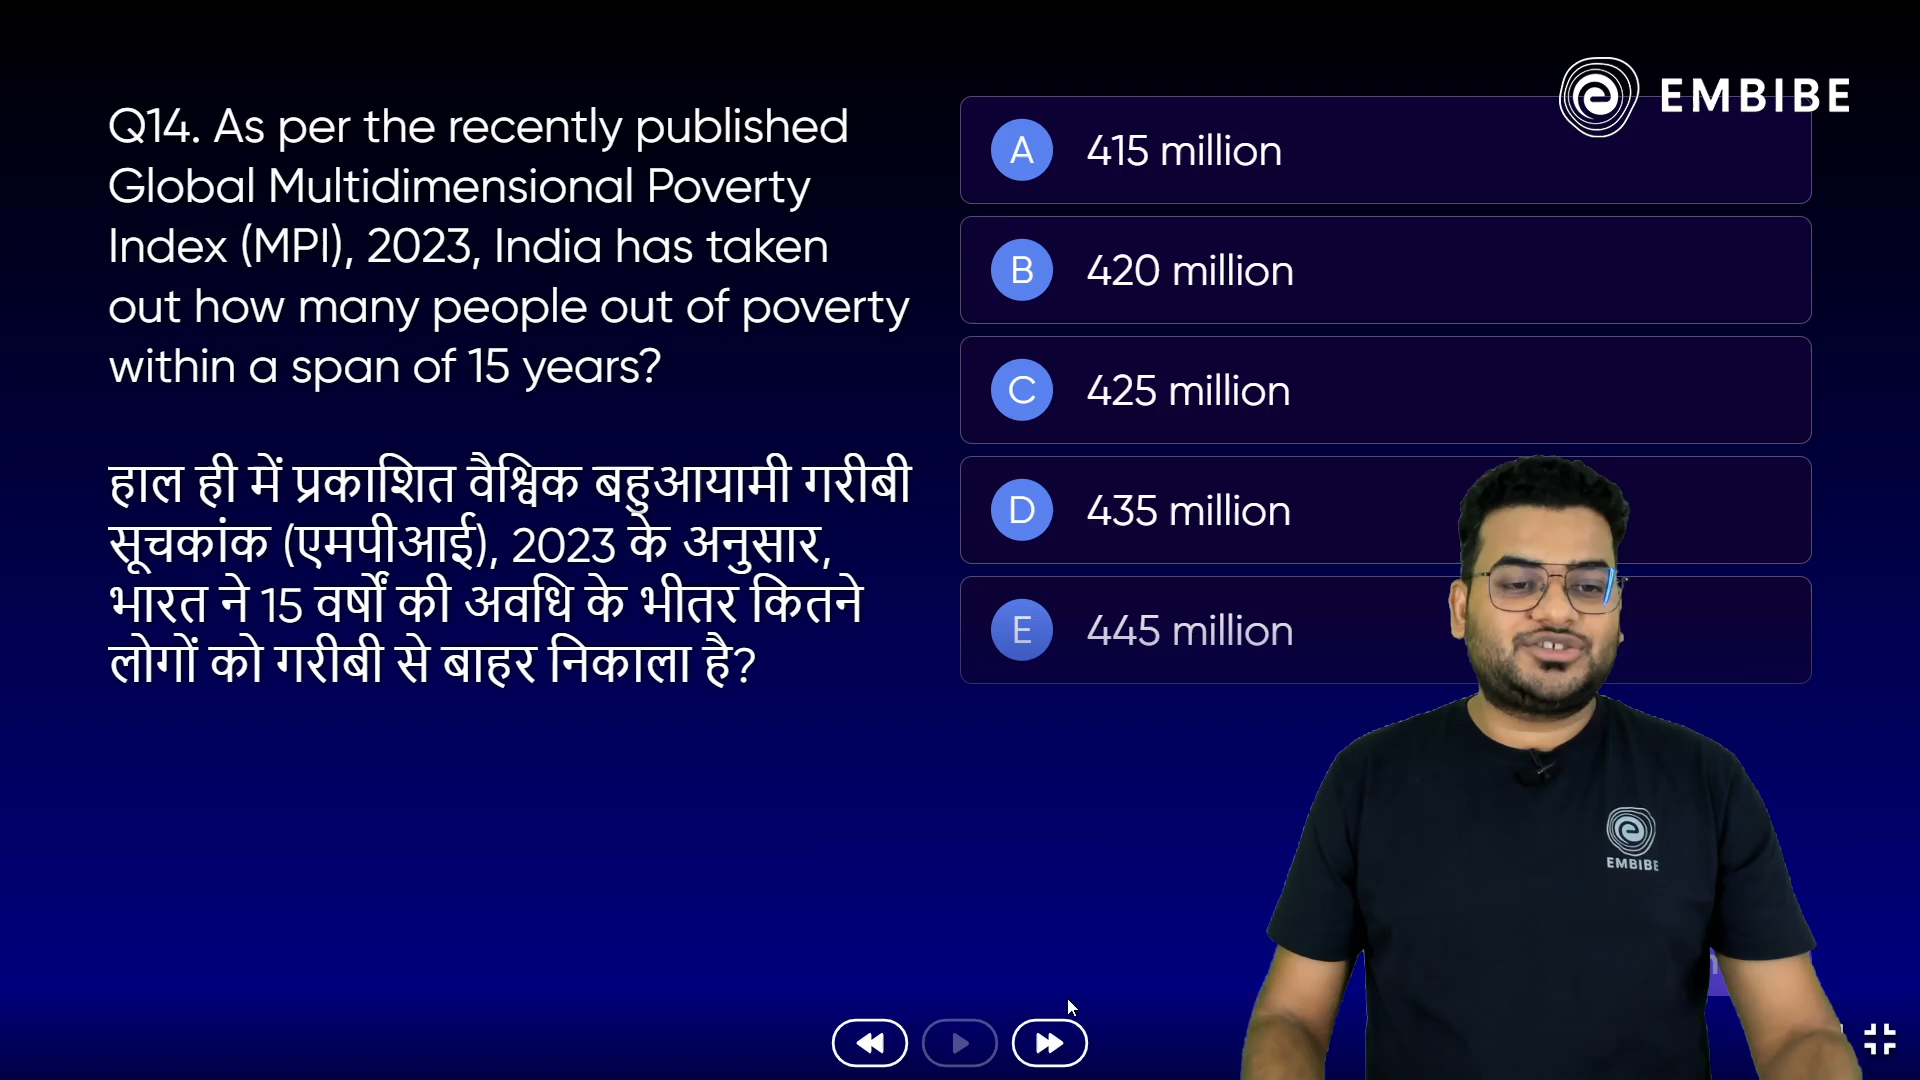 EMBIBE
Q14. As per the recently published
Global Multidimensional Poverty
Index (MPI), 2023, India has taken
out how many people out of poverty
within a span of 15 years?
हाल ही में प्रकाशित वैश्विक बहुआयामी गरीबी
सूचकांक (एमपीआई), 2023 के अनुसार,
भारत ने 15 वर्षों की अवधि के भीतर कितने
लोगों को गरीबी से बाहर निकाला है?
A 415 million
B 420 million
C 425 million
D 435 million
E 445 million
EMBIBE